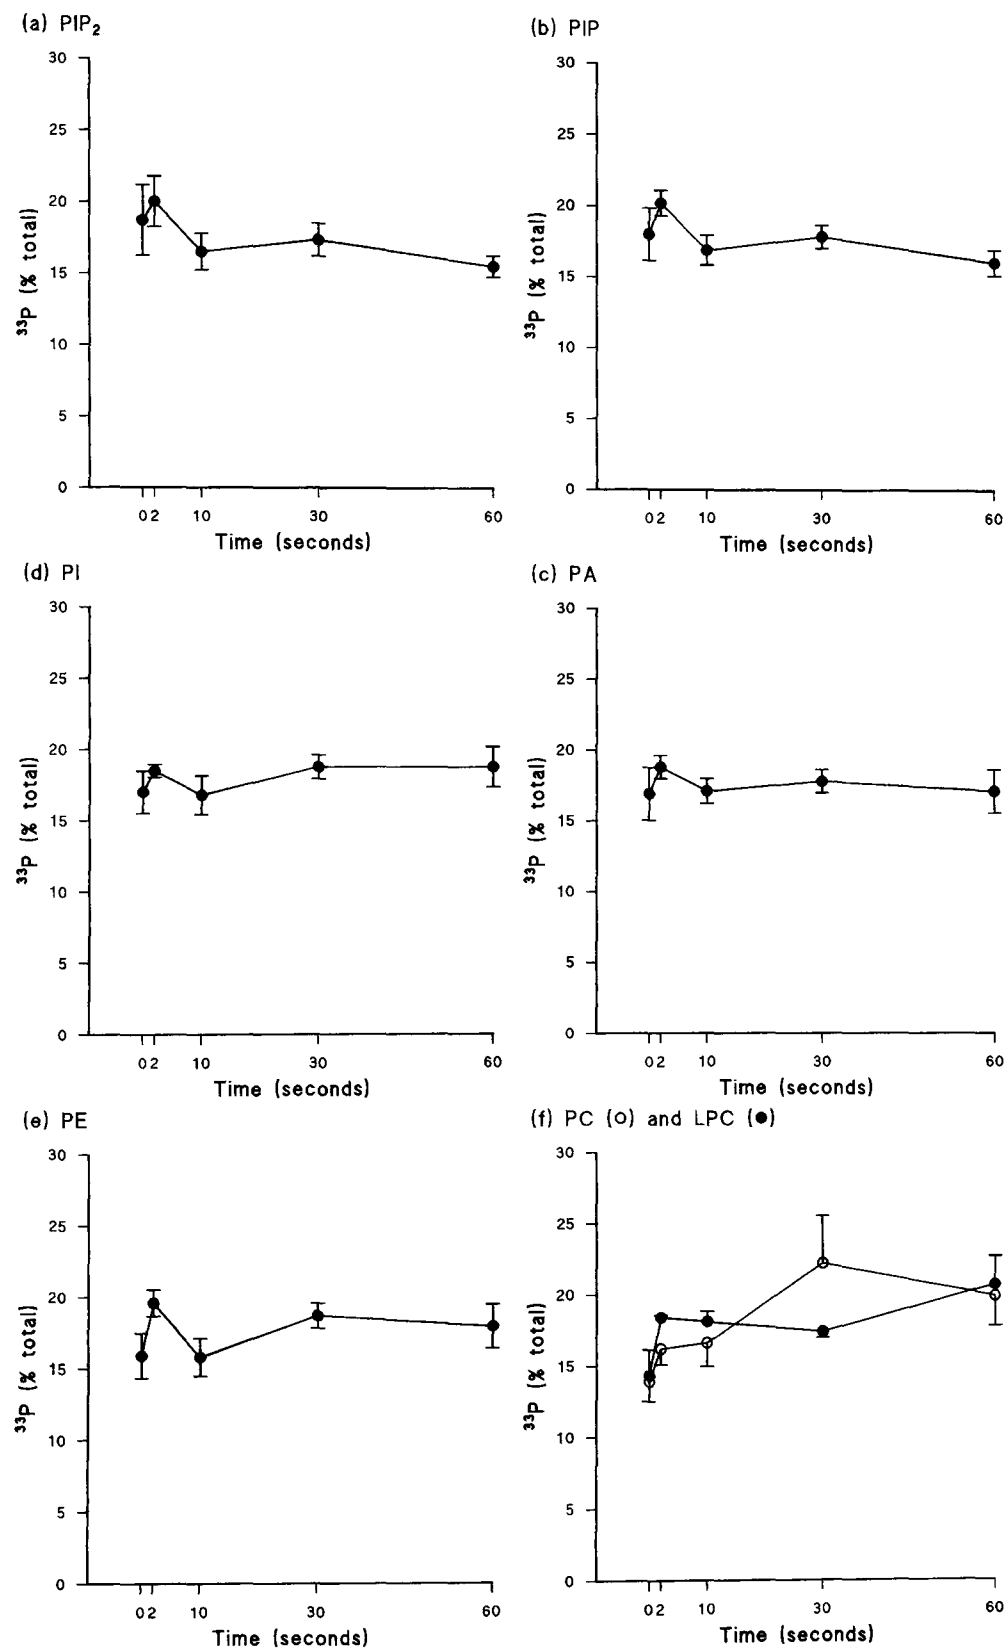 (a) PIP₂
30
25
20
15
10
5
0
³³P (% total)
0 2 10 30 60
Time (seconds)
(b) PIP
30
25
20
15
10
5
0
³³P (% total)
0 2 10 30 60
Time (seconds)
(d) PI
30
25
20
15
10
5
0
³³P (% total)
0 2 10 30 60
Time (seconds)
(c) PA
30
25
20
15
10
5
0
³³P (% total)
0 2 10 30 60
Time (seconds)
(e) PE
30
25
20
15
10
5
0
³³P (% total)
0 2 10 30 60
Time (seconds)
(f) PC (○) and LPC (●)
30
25
20
15
10
5
0
³³P (% total)
0 2 10 30 60
Time (seconds)